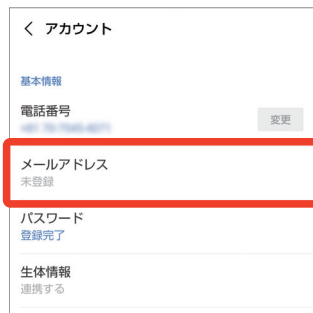 く アカウント
基本情報
電話番号
変更
メールアドレス
未登録
パスワード
登録完了
生体情報
連携する